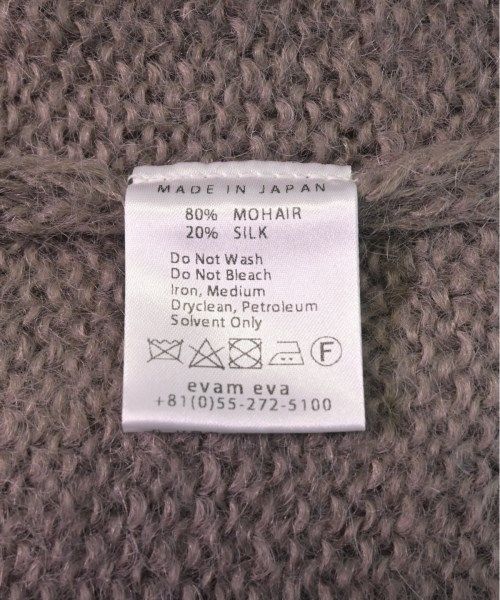 MADE IN JAPAN
80% MOHAIR
20% SILK
Do Not Wash
Do Not Bleach
Iron, Medium
Dryclean, Petroleum
Solvent Only
F
evam eva
+81(0)55-272-5100